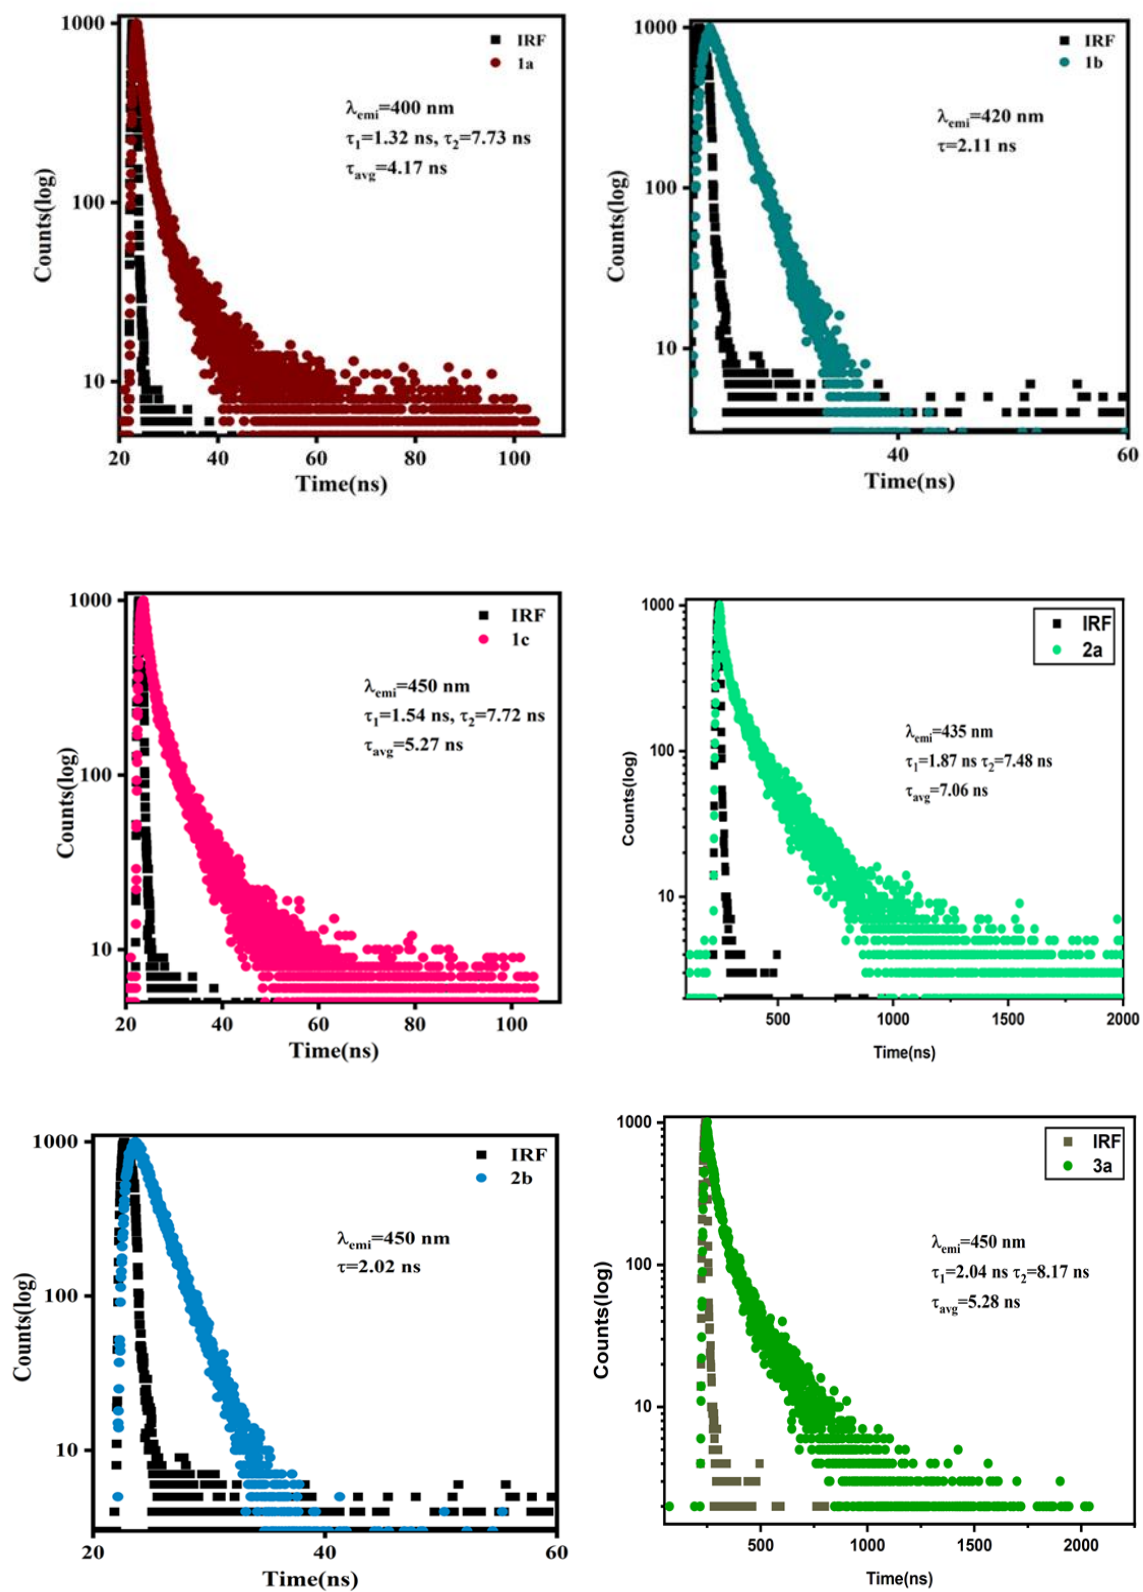 1000
100
10
20 40 60 80 100
Counts(log)
Time(ns)
IRF
1a
λemi=400 nm
τ1=1.32 ns, τ2=7.73 ns
τavg=4.17 ns
1000
100
10
40 60
Counts(log)
Time(ns)
IRF
1b
λemi=420 nm
τ=2.11 ns
1000
100
10
20 40 60 80 100
Counts(log)
Time(ns)
IRF
1c
λemi=450 nm
τ1=1.54 ns, τ2=7.72 ns
τavg=5.27 ns
1000
100
10
500 1000 1500 2000
Counts(log)
Time(ns)
IRF
2a
λemi=435 nm
τ1=1.87 ns τ2=7.48 ns
τavg=7.06 ns
1000
100
10
20 40 60
Counts(log)
Time(ns)
IRF
2b
λemi=450 nm
τ=2.02 ns
1000
100
10
500 1000 1500 2000
Counts(log)
Time(ns)
IRF
3a
λemi=450 nm
τ1=2.04 ns τ2=8.17 ns
τavg=5.28 ns